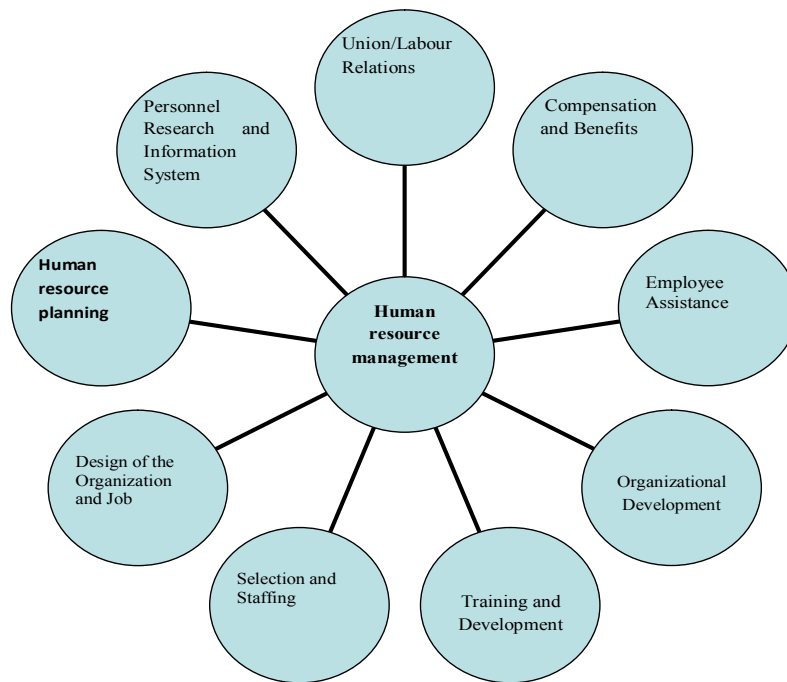 Union/Labour
Relations
Compensation
and Benefits
Personnel
Research and
Information
System
Human
resource
planning
Employee
Assistance
Human
resource
management
Design of the
Organization
and Job
Organizational
Development
Selection and
Staffing
Training and
Development